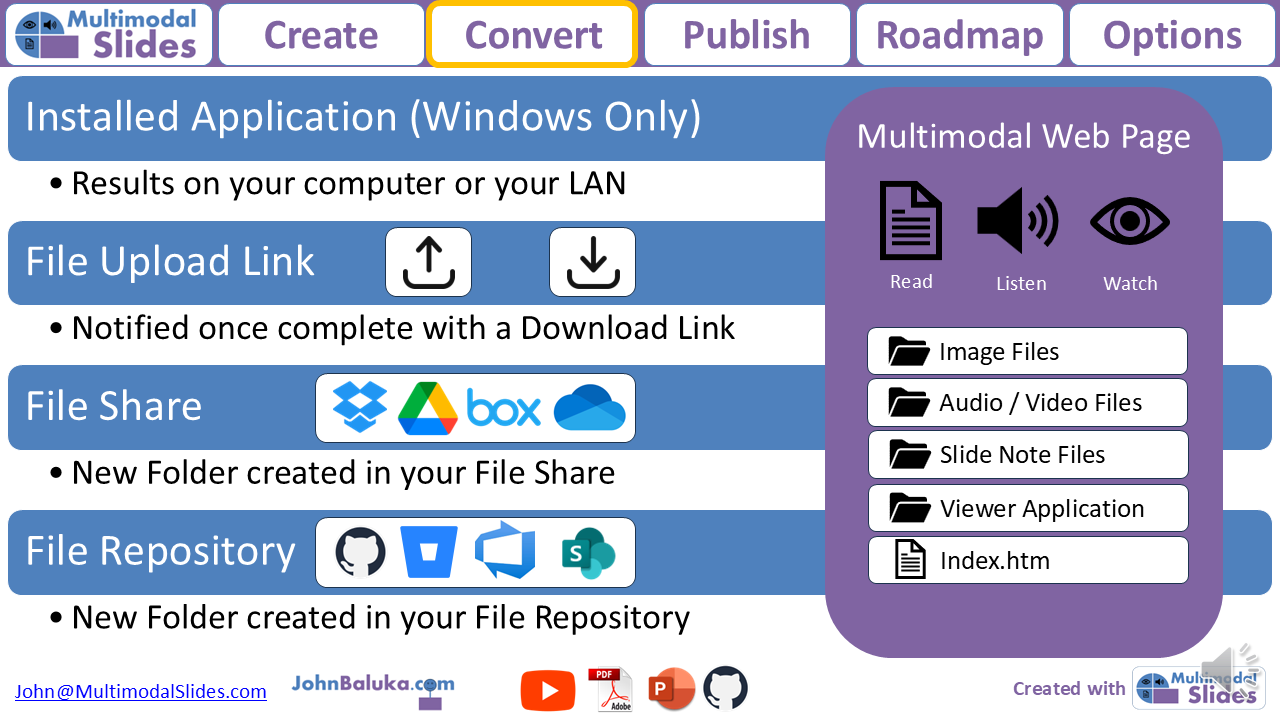 Multimodal
Slides
Create
Convert
Publish
Roadmap
Options
Installed Application (Windows Only)
• Results on your computer or your LAN
File Upload Link
• Notified once complete with a Download Link
File Share
box
• New Folder created in your File Share
File Repository
S
• New Folder created in your File Repository
Multimodal Web Page
Read
Listen
Watch
Image Files
Audio / Video Files
Slide Note Files
Viewer Application
Index.htm
John@MultimodalSlides.com
JohnBaluka.com
PDF
Adobe
P
Created with
Multimodal
Slides